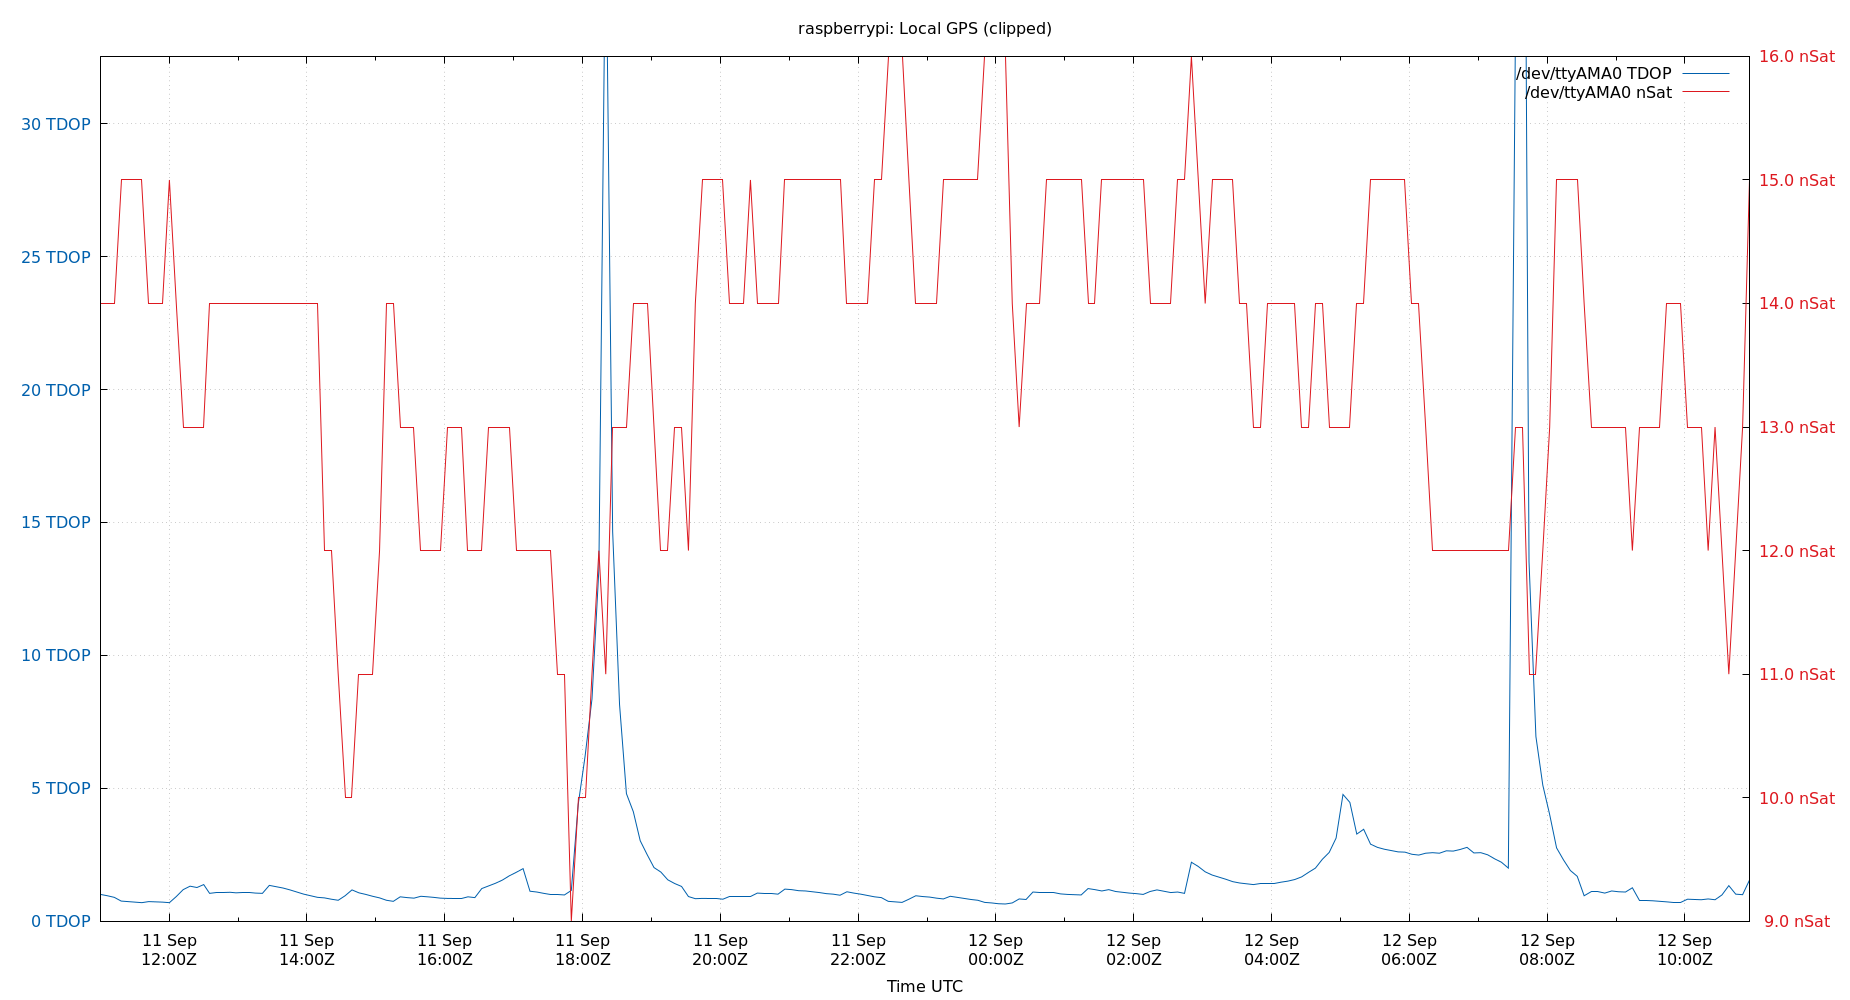 raspberrypi: Local GPS (clipped)
/dev/ttyAMA0 TDOP
/dev/ttyAMA0 nSat
30 TDOP
25 TDOP
20 TDOP
15 TDOP
10 TDOP
5 TDOP
0 TDOP
16.0 nSat
15.0 nSat
14.0 nSat
13.0 nSat
12.0 nSat
11.0 nSat
10.0 nSat
9.0 nSat
11 Sep
12:00Z
11 Sep
14:00Z
11 Sep
16:00Z
11 Sep
18:00Z
11 Sep
20:00Z
11 Sep
22:00Z
12 Sep
00:00Z
12 Sep
02:00Z
12 Sep
04:00Z
12 Sep
06:00Z
12 Sep
08:00Z
12 Sep
10:00Z
Time UTC